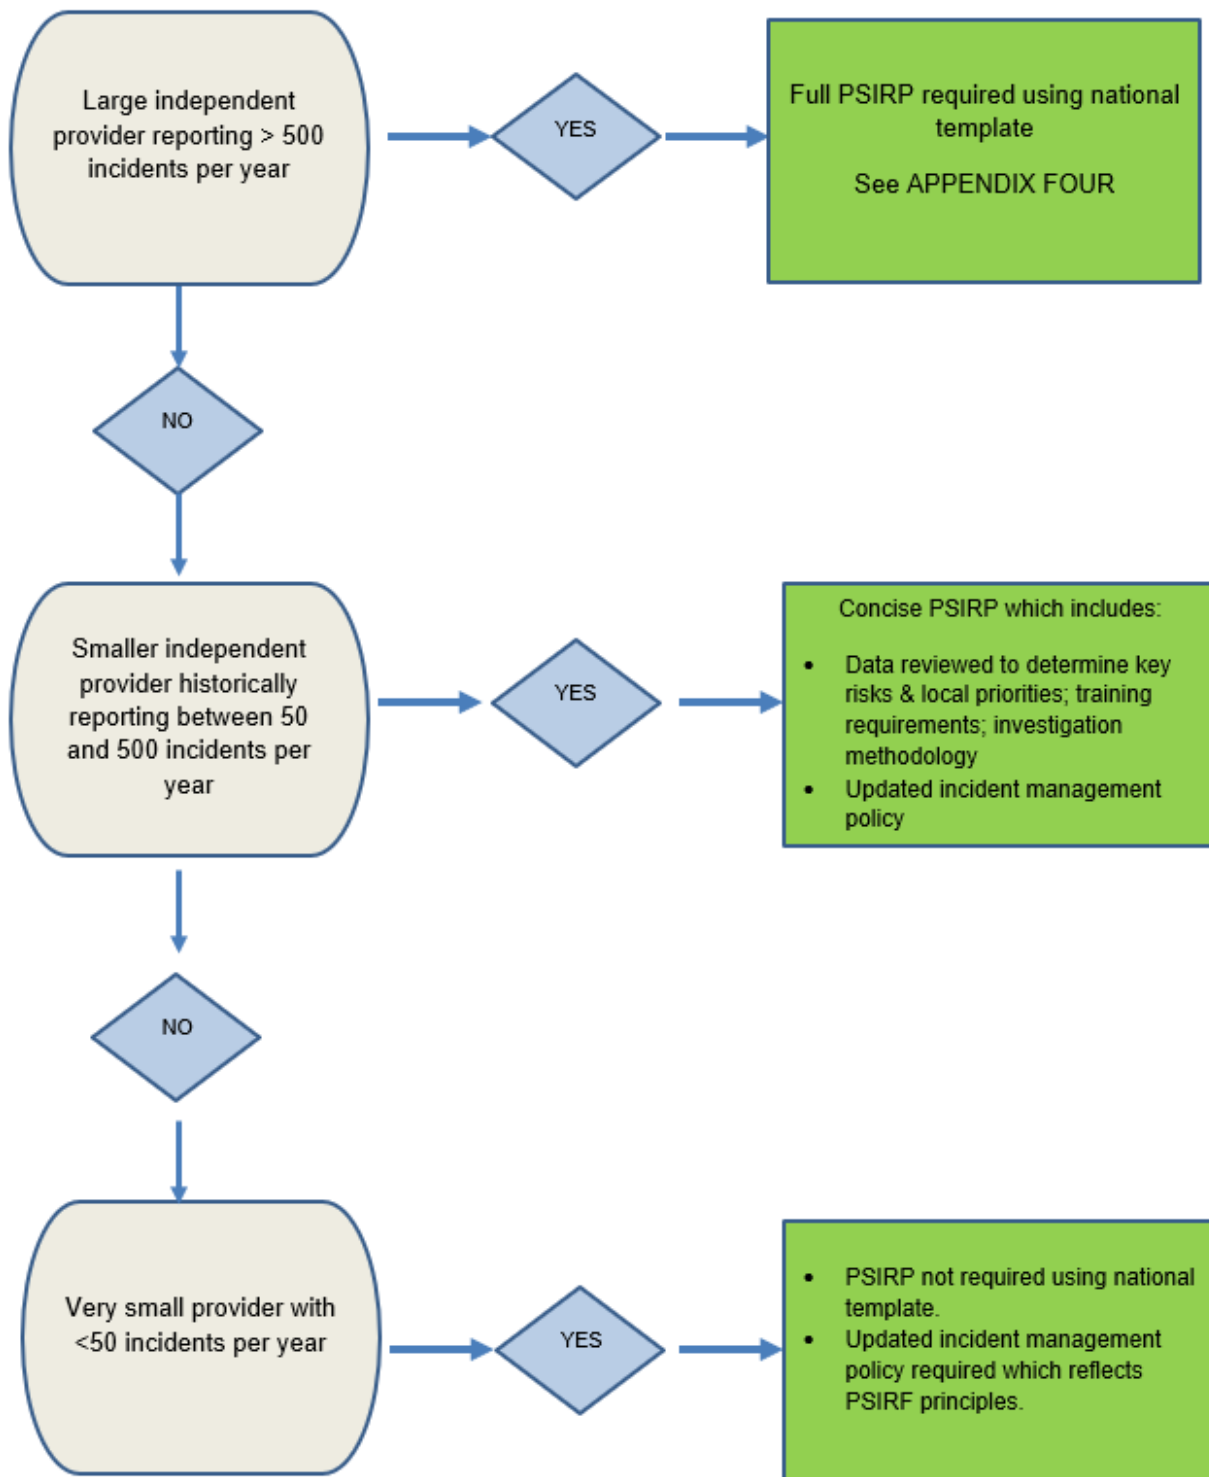 Large independent
provider reporting > 500
incidents per year
YES
Full PSIRP required using national
template
See APPENDIX FOUR
NO
Smaller independent
provider historically
reporting between 50
and 500 incidents per
year
YES
Concise PSIRP which includes:
• Data reviewed to determine key
risks & local priorities; training
requirements; investigation
methodology
• Updated incident management
policy
NO
Very small provider with
<50 incidents per year
YES
• PSIRP not required using national
template.
• Updated incident management
policy required which reflects
PSIRF principles.